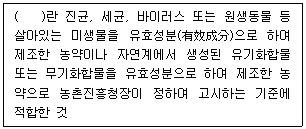 (    )란 진균, 세균, 바이러스 또는 원생동물 등
살아있는 미생물을 유효성분(有效成分)으로 하여
제조한 농약이나 자연계에서 생성된 유기화합물
또는 무기화합물을 유효성분으로 하여 제조한 농
약으로 농촌진흥청장이 정하여 고시하는 기준에
적합한 것